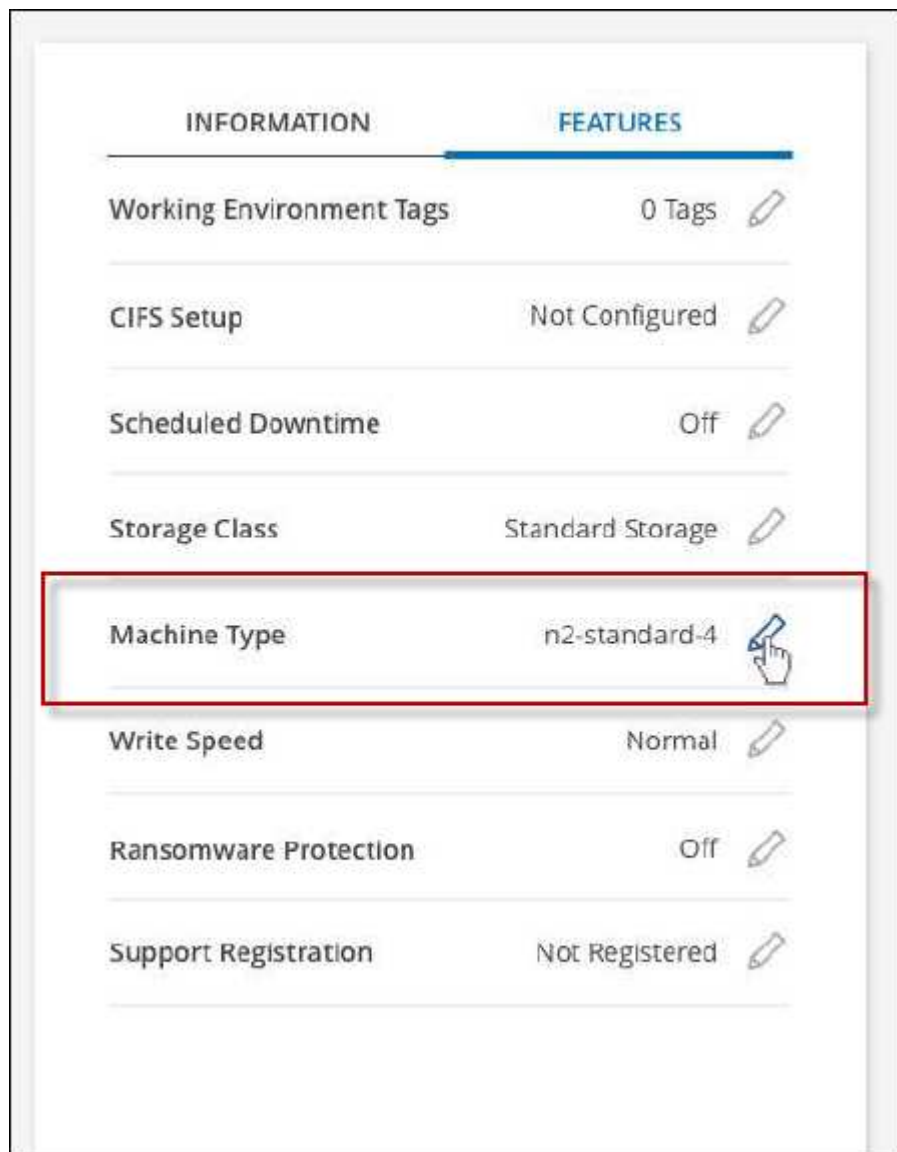 INFORMATION FEATURES
Working Environment Tags 0 Tags
CIFS Setup Not Configured
Scheduled Downtime Off
Storage Class Standard Storage
Machine Type n2-standard-4
Write Speed Normal
Ransomware Protection Off
Support Registration Not Registered